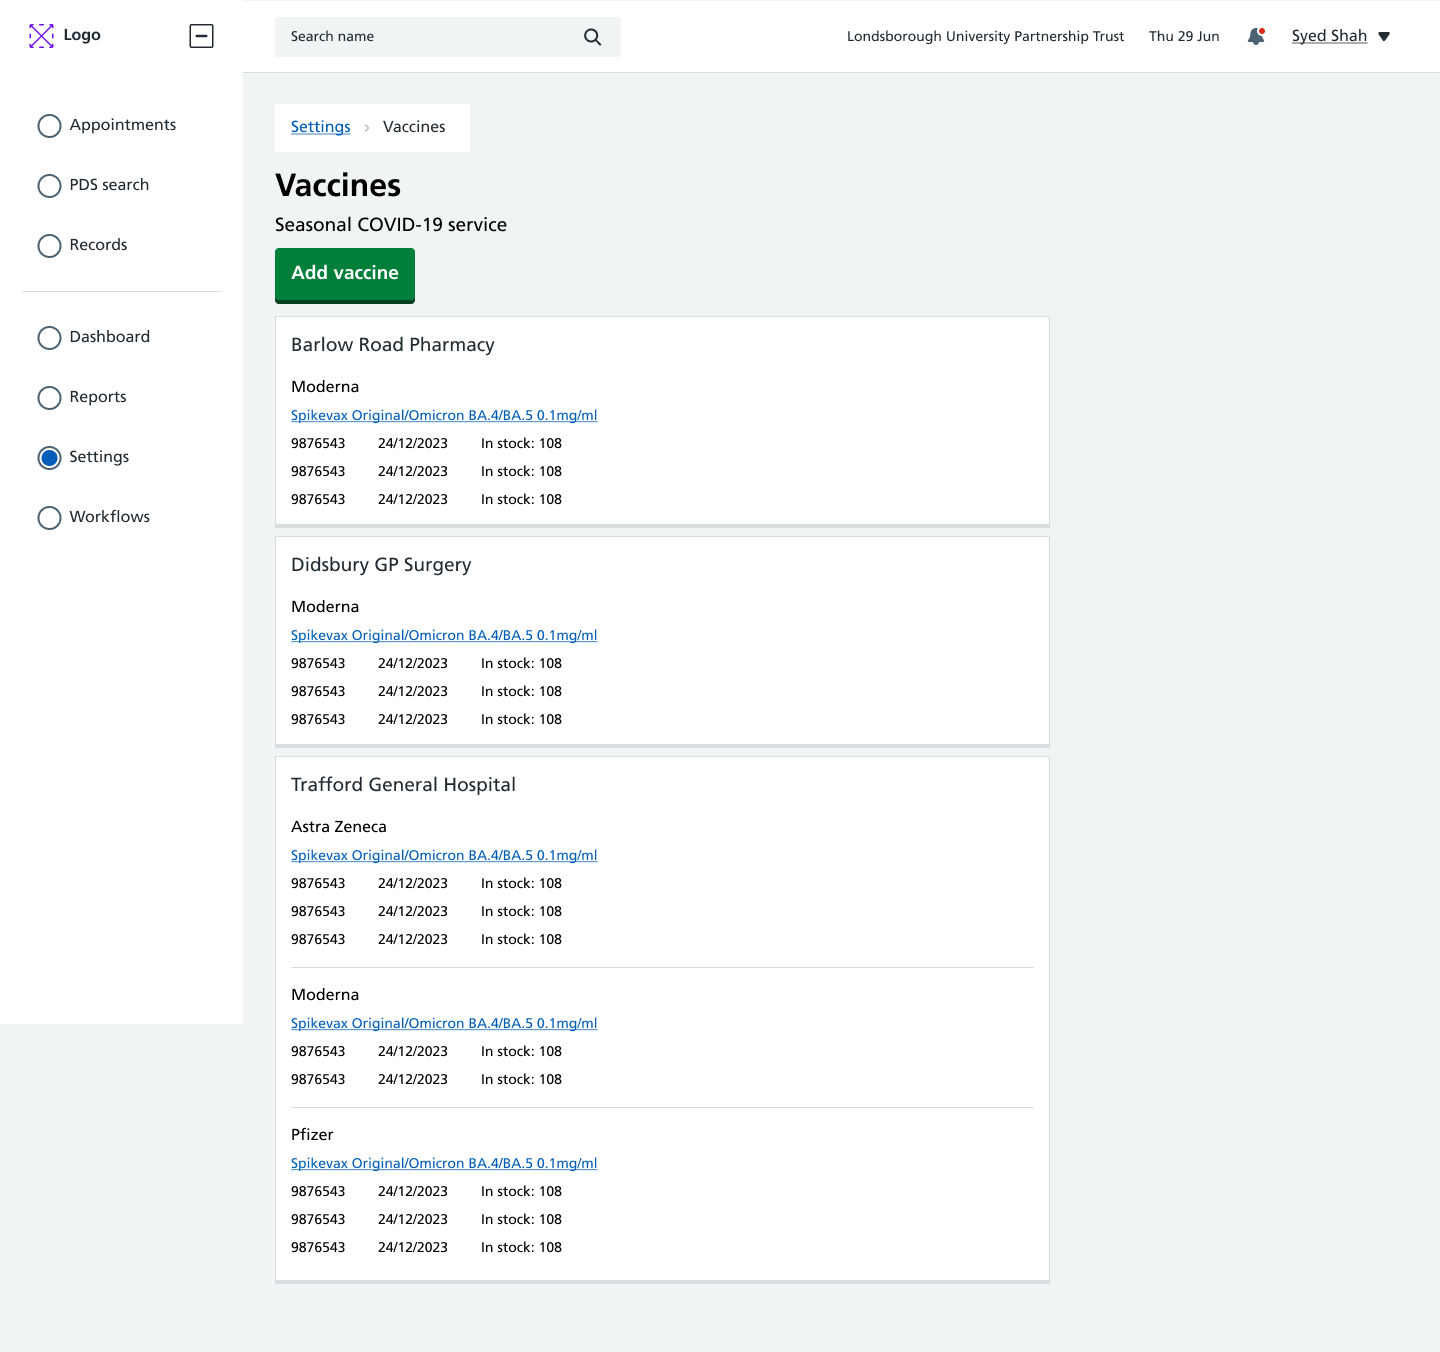 Logo
Search name
Londsborough University Partnership Trust
Thu 29 Jun
Syed Shah
Appointments
PDS search
Records
Dashboard
Reports
Settings
Workflows
Settings > Vaccines
Vaccines
Seasonal COVID-19 service
Add vaccine
Barlow Road Pharmacy
Moderna
Spikevax Original/Omicron BA.4/BA.5 0.1mg/ml
9876543 24/12/2023 In stock: 108
9876543 24/12/2023 In stock: 108
9876543 24/12/2023 In stock: 108
Didsbury GP Surgery
Moderna
Spikevax Original/Omicron BA.4/BA.5 0.1mg/ml
9876543 24/12/2023 In stock: 108
9876543 24/12/2023 In stock: 108
9876543 24/12/2023 In stock: 108
Trafford General Hospital
Astra Zeneca
Spikevax Original/Omicron BA.4/BA.5 0.1mg/ml
9876543 24/12/2023 In stock: 108
9876543 24/12/2023 In stock: 108
9876543 24/12/2023 In stock: 108
Moderna
Spikevax Original/Omicron BA.4/BA.5 0.1mg/ml
9876543 24/12/2023 In stock: 108
9876543 24/12/2023 In stock: 108
Pfizer
Spikevax Original/Omicron BA.4/BA.5 0.1mg/ml
9876543 24/12/2023 In stock: 108
9876543 24/12/2023 In stock: 108
9876543 24/12/2023 In stock: 108